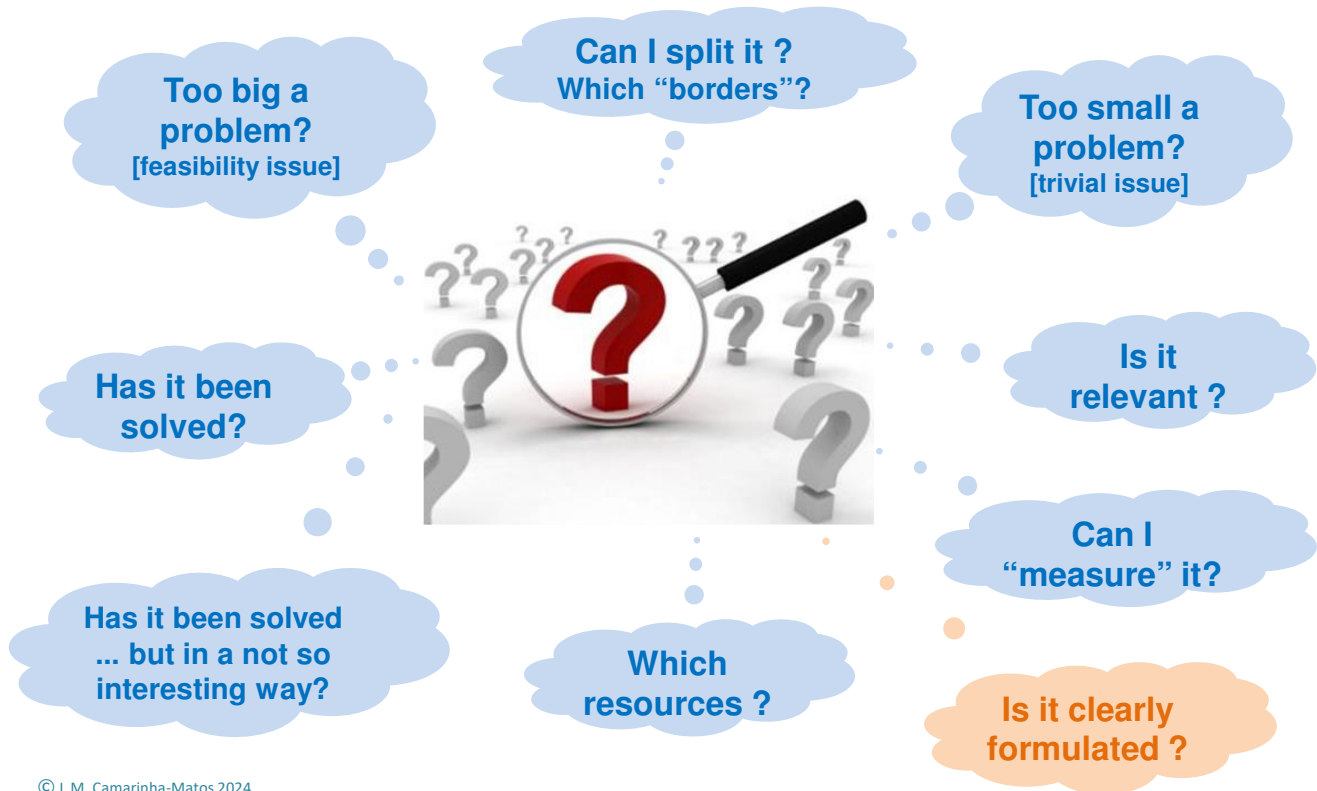 Can I split it ?
Which “borders”?
Too big a
problem?
[feasibility issue]
Too small a
problem?
[trivial issue]
Has it been
solved?
Is it
relevant ?
Can I
“measure” it?
Has it been solved
... but in a not so
interesting way?
Which
resources ?
Is it clearly
formulated ?
© L.M. Camarinha-Matos 2024